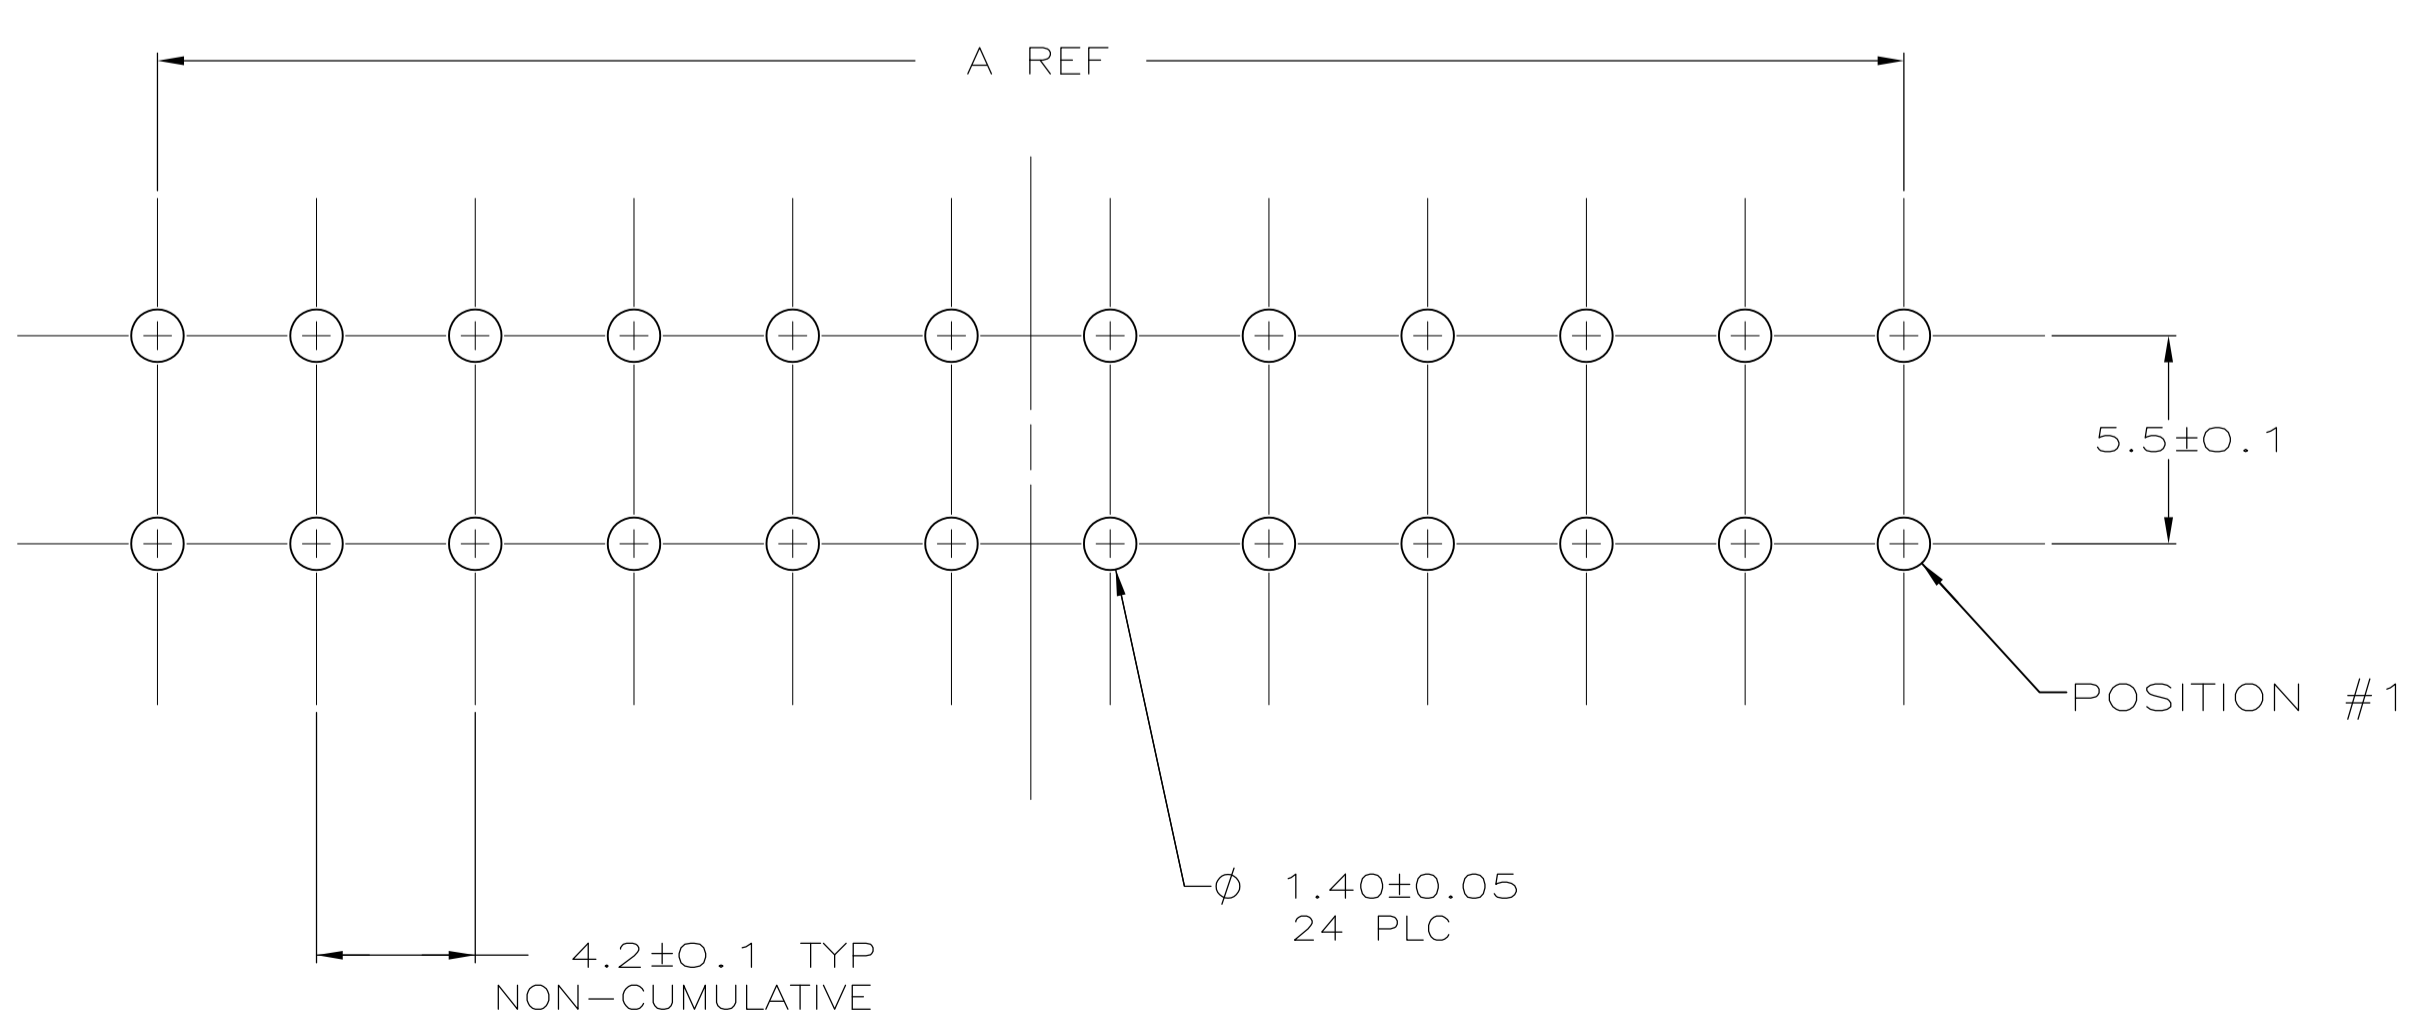 A REF
5.5±0.1
POSITION #1
ϕ 1.40±0.05
24 PLC
4.2±0.1 TYP
NON-CUMULATIVE